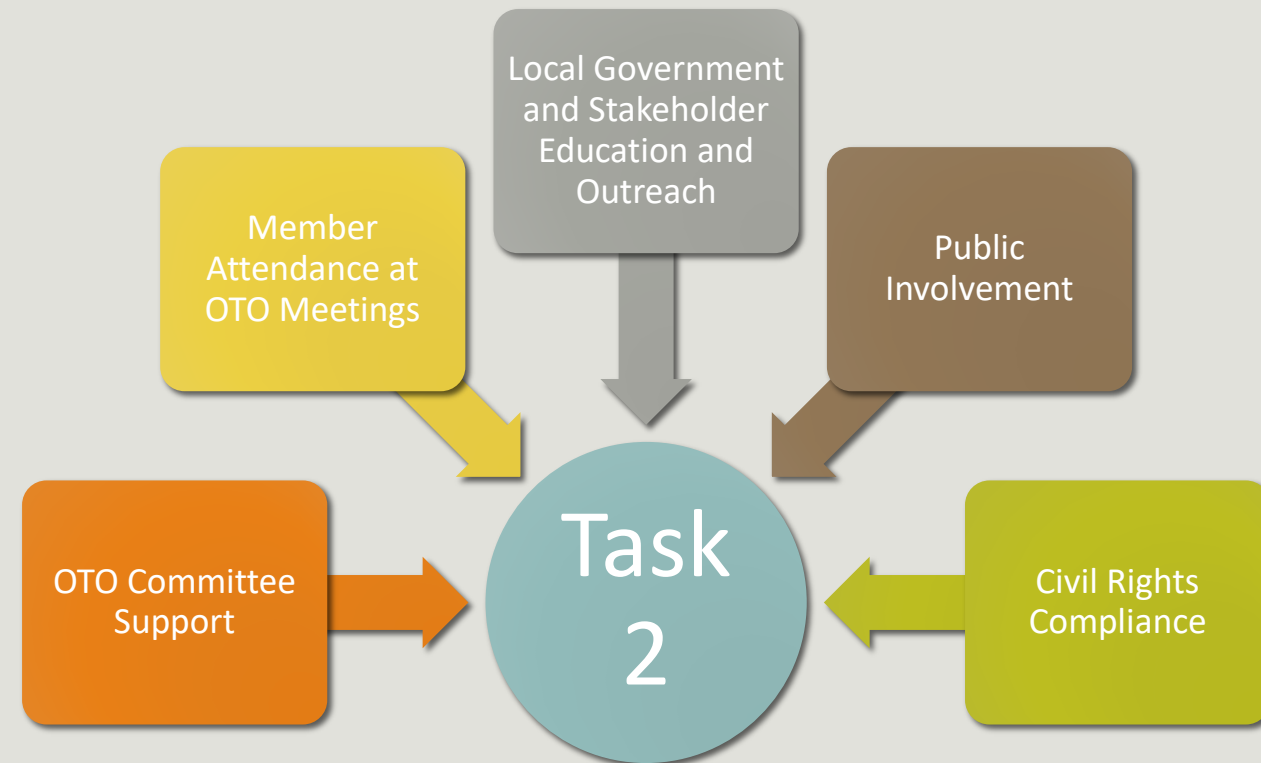 Local Government
and Stakeholder
Education and
Outreach
Member
Attendance at
OTO Meetings
Public
Involvement
OTO Committee
Support
Task
2
Civil Rights
Compliance